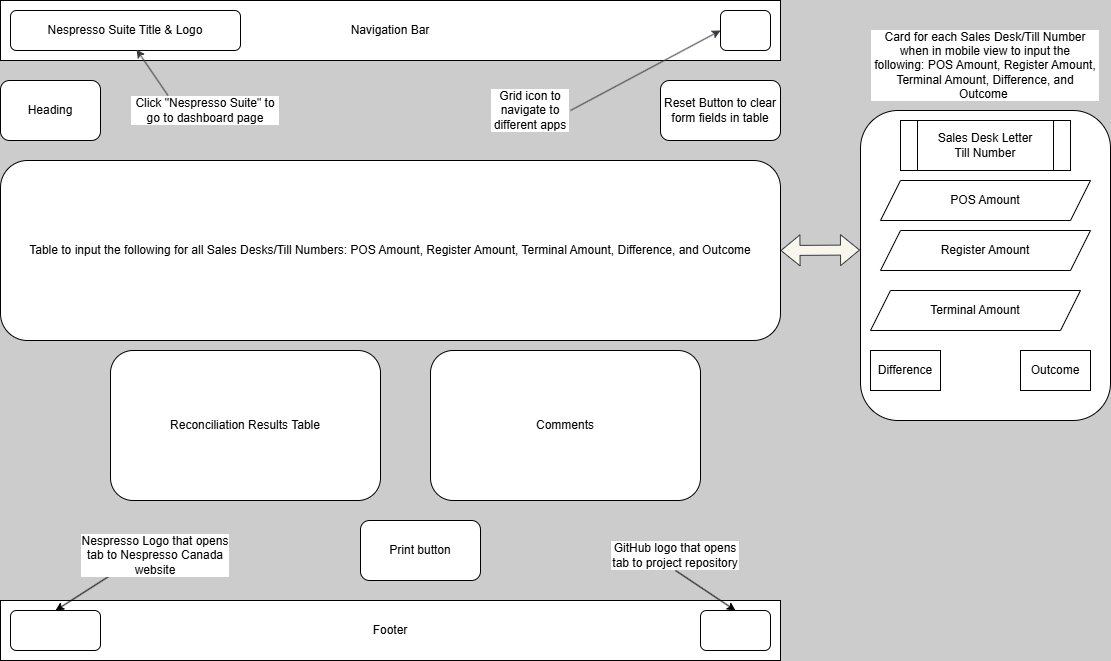 Nespresso Suite Title & Logo
Navigation Bar
Card for each Sales Desk/Till Number
when in mobile view to input the
following: POS Amount, Register Amount,
Terminal Amount, Difference, and
Outcome
Heading
Click "Nespresso Suite" to
go to dashboard page
Grid icon to
navigate to
different apps
Reset Button to clear
form fields in table
Sales Desk Letter
Till Number
POS Amount
Register Amount
Terminal Amount
Difference
Outcome
Table to input the following for all Sales Desks/Till Numbers: POS Amount, Register Amount, Terminal Amount, Difference, and Outcome
Reconciliation Results Table
Comments
Nespresso Logo that opens
tab to Nespresso Canada
website
Print button
GitHub logo that opens
tab to project repository
Footer